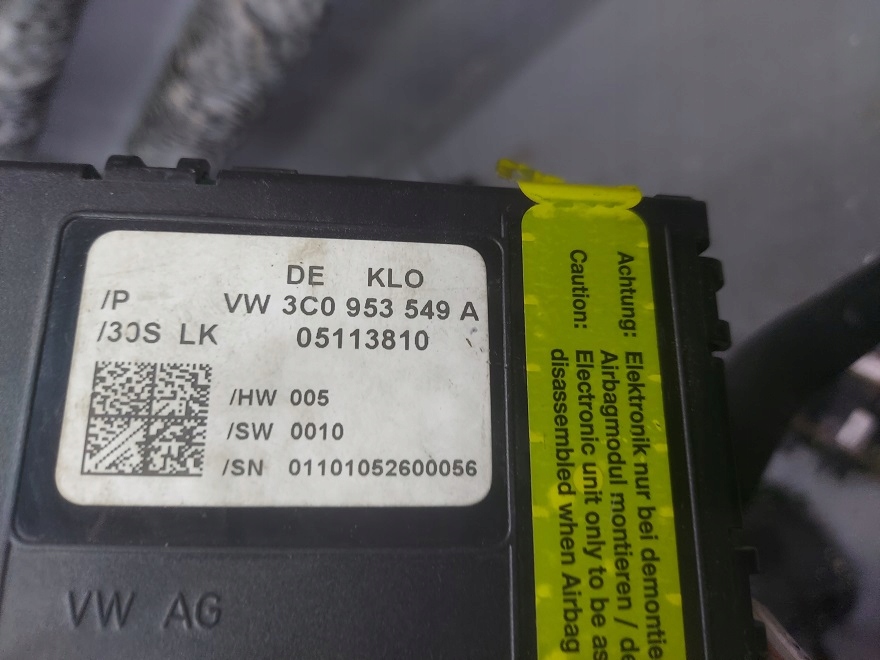 DE KLO
/P VW 3C0 953 549 A
/30S LK 05113810
/HW 005
/SW 0010
/SN 01101052600056
VW AG
Achtung: Elektronik nur bei demontie
Airbagmodul montieren / de
Caution: Electronic unit only to be as
disassembled when Airbag